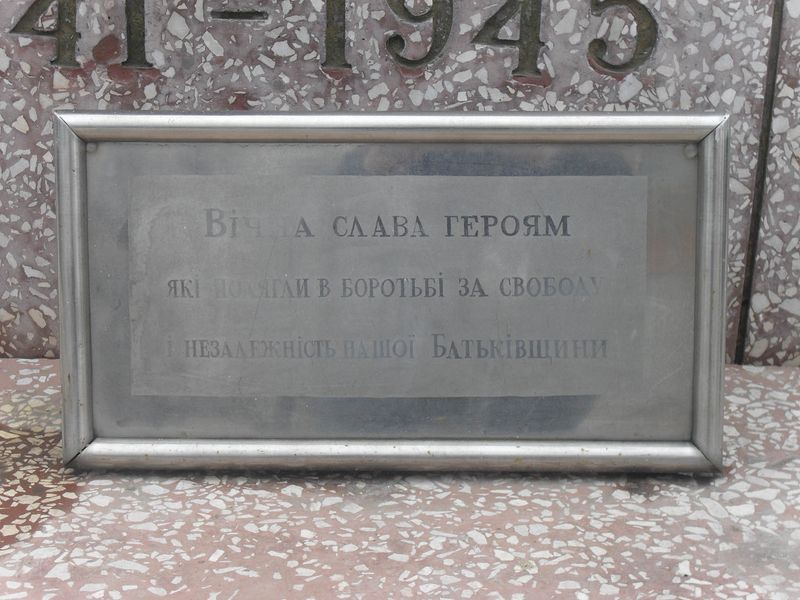 41-1945
Вічна слава героям
які полягли в боротьбі за свободу
і незалежність нашої Батьківщини